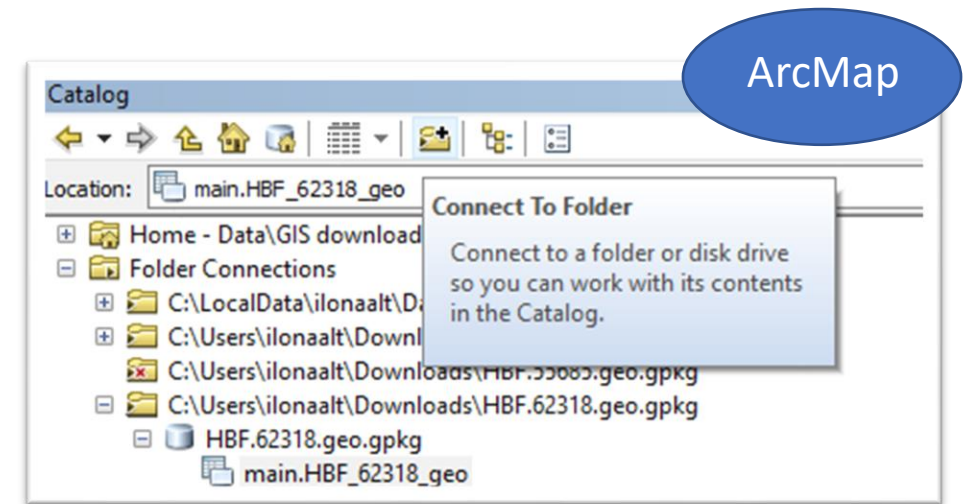 ArcMap
Catalog
Location: main.HBF_62318_geo
Connect To Folder
Connect to a folder or disk drive
so you can work with its contents
in the Catalog.
Home - Data\GIS download
Folder Connections
C:\LocalData\ilonaalt\Da
C:\Users\ilonaalt\Downl
C:\Users\ilonaalt\Downloads\HBF.55685.geo.gpkg
C:\Users\ilonaalt\Downloads\HBF.62318.geo.gpkg
HBF.62318.geo.gpkg
main.HBF_62318_geo